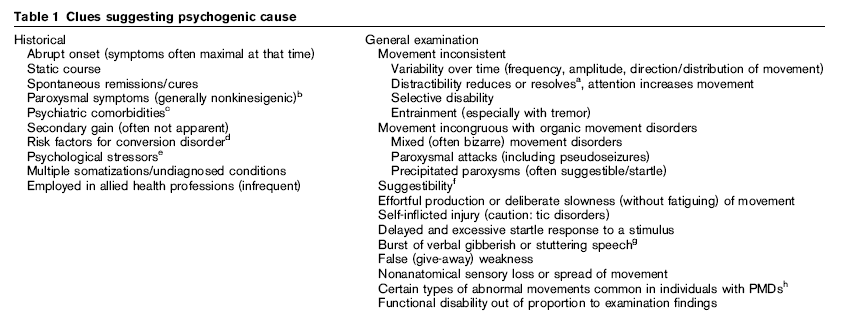 Table 1 Clues suggesting psychogenic cause
Historical
Abrupt onset (symptoms often maximal at that time)
Static course
Spontaneous remissions/cures
Paroxysmal symptoms (generally nonkinesigenic)b
Psychiatric comorbiditiesc
Secondary gain (often not apparent)
Risk factors for conversion disorderd
Psychological stressorse
Multiple somatizations/undiagnosed conditions
Employed in allied health professions (infrequent)
General examination
Movement inconsistent
Variability over time (frequency, amplitude, direction/distribution of movement)
Distractibility reduces or resolvesa, attention increases movement
Selective disability
Entrainment (especially with tremor)
Movement incongruous with organic movement disorders
Mixed (often bizarre) movement disorders
Paroxysmal attacks (including pseudoseizures)
Precipitated paroxysms (often suggestible/startle)
Suggestibilityf
Effortful production or deliberate slowness (without fatiguing) of movement
Self-inflicted injury (caution: tic disorders)
Delayed and excessive startle response to a stimulus
Burst of verbal gibberish or stuttering speechg
False (give-away) weakness
Nonanatomical sensory loss or spread of movement
Certain types of abnormal movements common in individuals with PMDsh
Functional disability out of proportion to examination findings